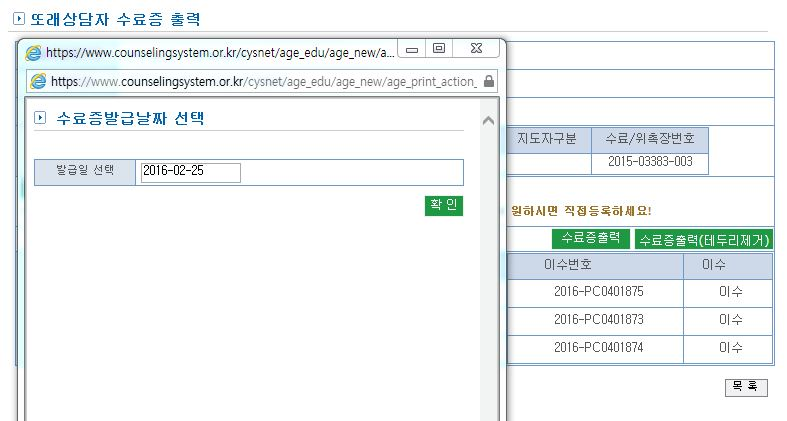 또래상담자 수료증 출력
https://www.counselingsystem.or.kr/cysnet/age_edu/age_new/a...
https://www.counselingsystem.or.kr/cysnet/age_edu/age_new/age_print_action_
수료증발급날짜 선택
발급일 선택 2016-02-25
확 인
지도자구분 수료/위촉장번호
2015-03383-003
원하시면 직접등록하세요!
수료증출력 수료증출력(테두리제거)
이수번호 이수
2016-PC0401875 이수
2016-PC0401873 이수
2016-PC0401874 이수
목 록